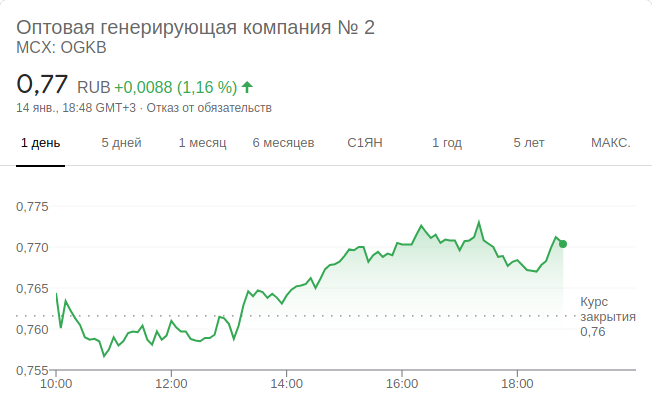 Оптовая генерирующая компания № 2
MCX: OGKB
0,77 RUB +0,0088 (1,16 %)
14 янв., 18:48 GMT+3 · Отказ от обязательств
1 день 5 дней 1 месяц 6 месяцев С1ЯН 1 год 5 лет МАКС.
0,775
0,770
0,765
0,760
0,755
Курс
закрытия
0,76
10:00 12:00 14:00 16:00 18:00